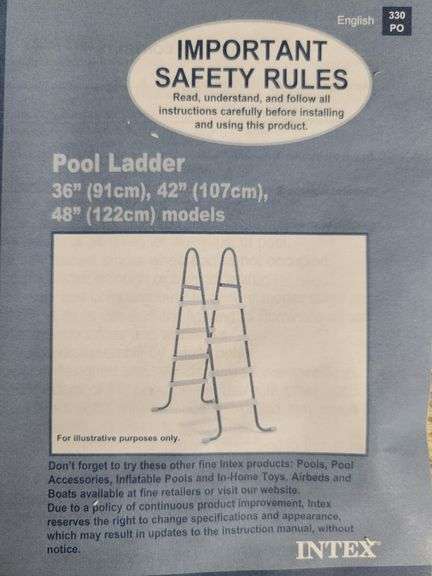 English 330 PO
IMPORTANT
SAFETY RULES
Read, understand, and follow all
instructions carefully before installing
and using this product.
Pool Ladder
36” (91cm), 42” (107cm),
48” (122cm) models
For illustrative purposes only.
Don’t forget to try these other fine Intex products: Pools, Pool
Accessories, Inflatable Pools and In-Home Toys, Airbeds and
Boats available at fine retailers or visit our website.
Due to a policy of continuous product improvement, Intex
reserves the right to change specifications and appearance,
which may result in updates to the instruction manual, without
notice.
INTEX